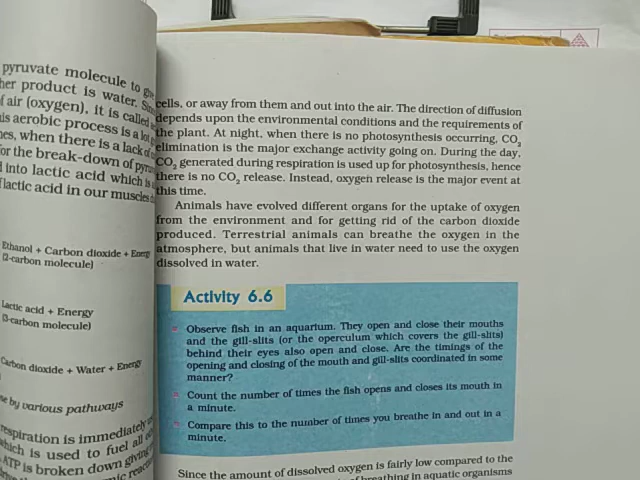 pyruvate molecule to
her product is water.
of air (oxygen), it is called
aerobic process is a lot
when there is a lack of
for the break-down of
into lactic acid which is
lactic acid in our muscles
Ethanol + Carbon dioxide + Energy
(2-carbon molecule)
Lactic acid + Energy
(3-carbon molecule)
Carbon dioxide + Water + Energy
by various pathways
respiration is immediately
which is used to fuel all
ATP is broken down giving
cells, or away from them and out into the air. The direction of diffusion
depends upon the environmental conditions and the requirements of
the plant. At night, when there is no photosynthesis occurring, CO₂
elimination is the major exchange activity going on. During the day,
CO₂ generated during respiration is used up for photosynthesis, hence
there is no CO₂ release. Instead, oxygen release is the major event at
this time.
Animals have evolved different organs for the uptake of oxygen
from the environment and for getting rid of the carbon dioxide
produced. Terrestrial animals can breathe the oxygen in the
atmosphere, but animals that live in water need to use the oxygen
dissolved in water.
Activity 6.6
Observe fish in an aquarium. They open and close their mouths
and the gill-slits (or the operculum which covers the gill-slits)
behind their eyes also open and close. Are the timings of the
opening and closing of the mouth and gill-slits coordinated in some
manner?
Count the number of times the fish opens and closes its mouth in
a minute.
Compare this to the number of times you breathe in and out in a
minute.
Since the amount of dissolved oxygen is fairly low compared to the
of breathing in aquatic organisms